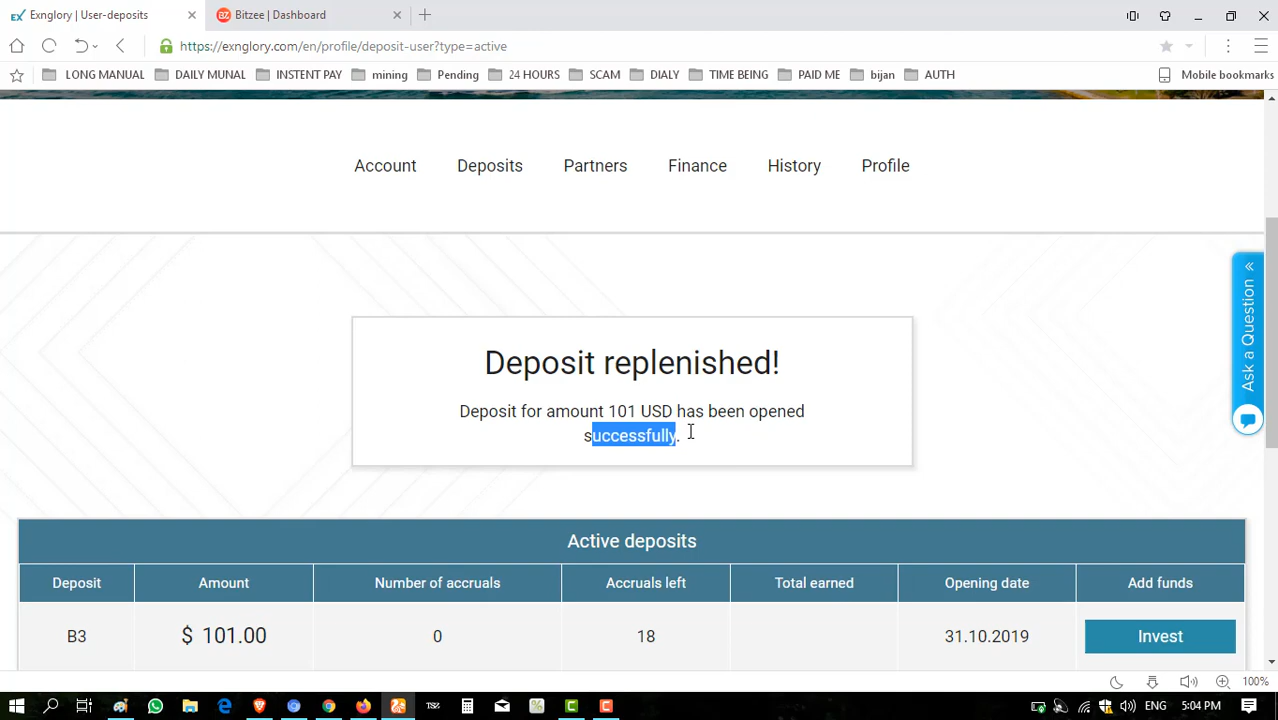 Exnglory | User-deposits
Bitzee | Dashboard
https://exnglory.com/en/profile/deposit-user?type=active
LONG MANUAL
DAILY MUNAL
INSTENT PAY
mining
Pending
24 HOURS
SCAM
DIALY
TIME BEING
PAID ME
bijan
AUTH
Mobile bookmarks
Account
Deposits
Partners
Finance
History
Profile
Deposit replenished!
Deposit for amount 101 USD has been opened
successfully.
Ask a Question
Active deposits
Deposit
Amount
Number of accruals
Accruals left
Total earned
Opening date
Add funds
B3
$ 101.00
0
18
31.10.2019
Invest
100%
ENG
5:04 PM